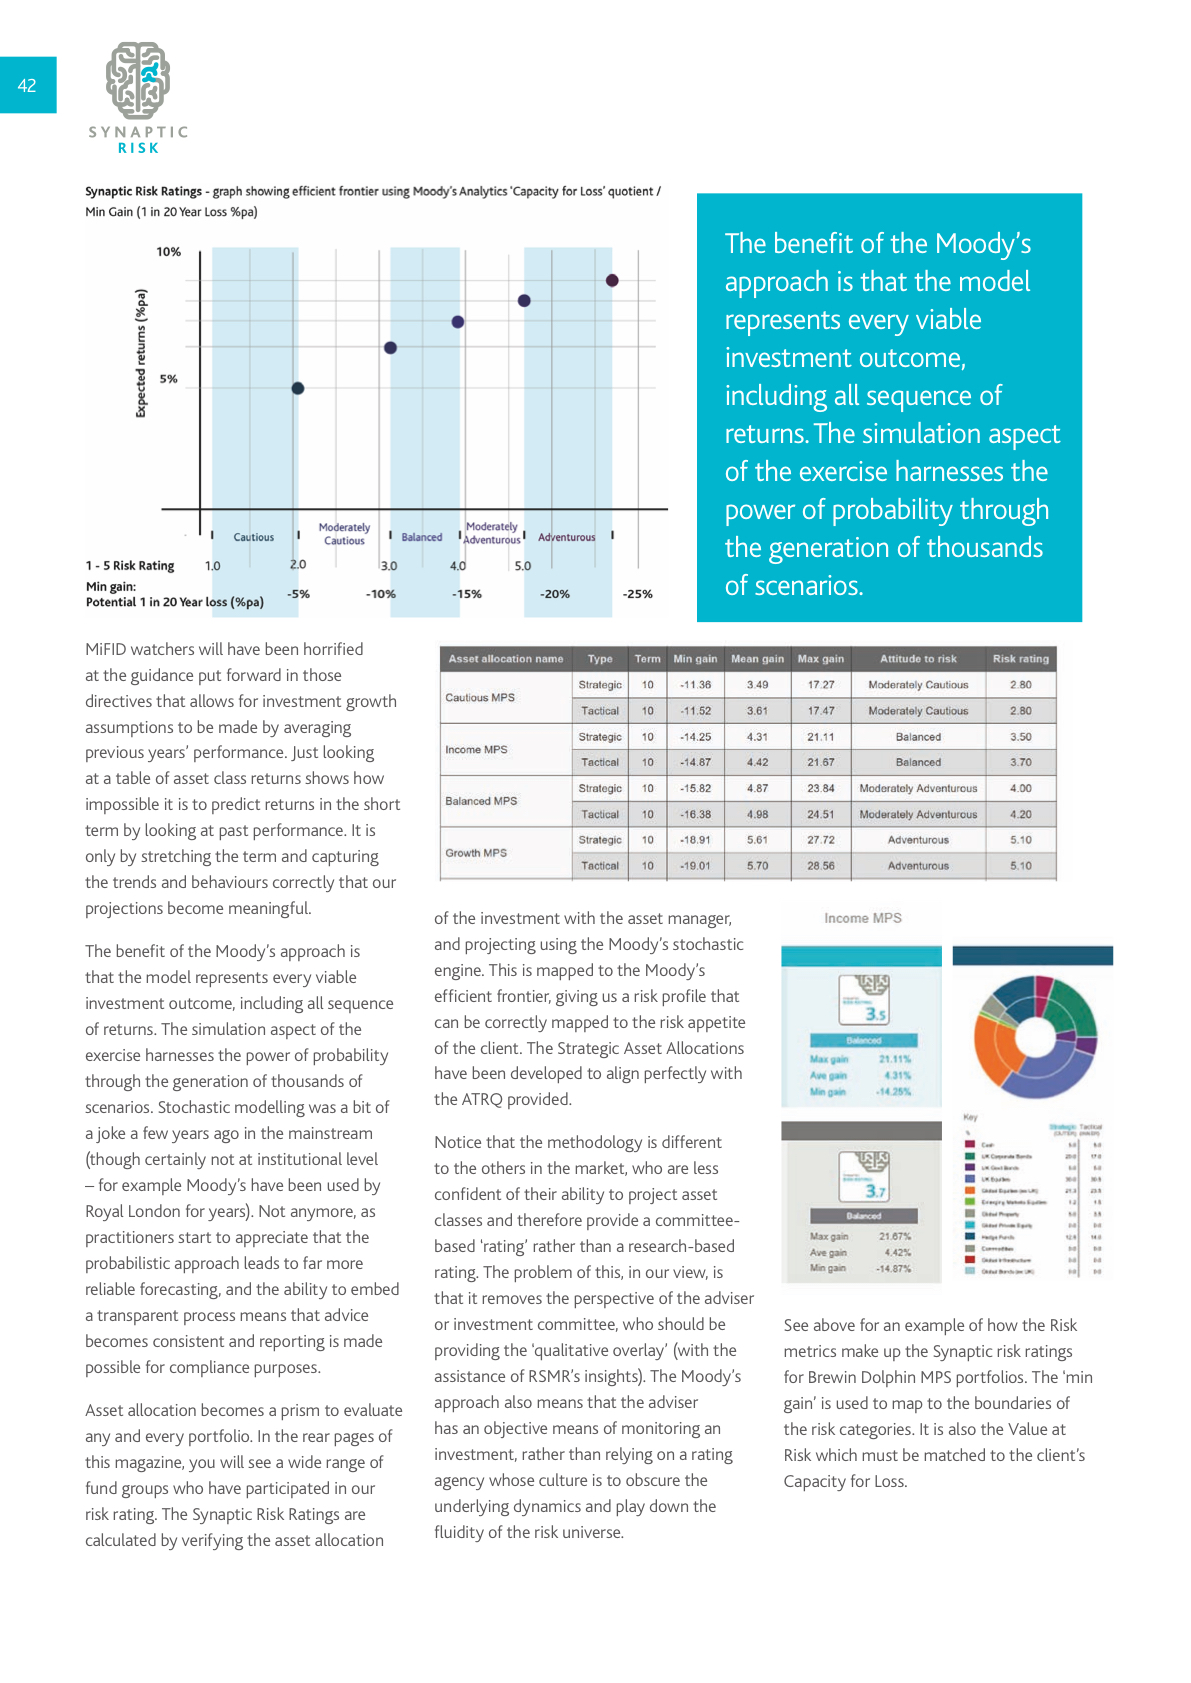 42
SYNAPTIC
RISK
Synaptic Risk Ratings - graph showing efficient frontier using Moody's Analytics 'Capacity for Loss' quotient /
Min Gain (1 in 20 Year Loss %pa)
10%
5%
Expected returns (%pa)
Cautious
Moderately
Cautious
Balanced
Moderately
Adventurous
Adventurous
1 - 5 Risk Rating 1.0 2.0 3.0 4.0 5.0
Min gain:
Potential 1 in 20 Year loss (%pa) -5% -10% -15% -20% -25%
The benefit of the Moody's
approach is that the model
represents every viable
investment outcome,
including all sequence of
returns. The simulation aspect
of the exercise harnesses the
power of probability through
the generation of thousands
of scenarios.
MiFID watchers will have been horrified
at the guidance put forward in those
directives that allows for investment growth
assumptions to be made by averaging
previous years' performance. Just looking
at a table of asset class returns shows how
impossible it is to predict returns in the short
term by looking at past performance. It is
only by stretching the term and capturing
the trends and behaviours correctly that our
projections become meaningful.
The benefit of the Moody's approach is
that the model represents every viable
investment outcome, including all sequence
of returns. The simulation aspect of the
exercise harnesses the power of probability
through the generation of thousands of
scenarios. Stochastic modelling was a bit of
a joke a few years ago in the mainstream
(though certainly not at institutional level
– for example Moody's have been used by
Royal London for years). Not anymore, as
practitioners start to appreciate that the
probabilistic approach leads to far more
reliable forecasting, and the ability to embed
a transparent process means that advice
becomes consistent and reporting is made
possible for compliance purposes.
Asset allocation becomes a prism to evaluate
any and every portfolio. In the rear pages of
this magazine, you will see a wide range of
fund groups who have participated in our
risk rating. The Synaptic Risk Ratings are
calculated by verifying the asset allocation
Asset allocation name Type Term Min gain Mean gain Max gain Attitude to risk Risk rating
Cautious MPS
Strategic 10 -11.36 3.49 17.27 Moderately Cautious 2.80
Tactical 10 -11.52 3.61 17.47 Moderately Cautious 2.80
Income MPS
Strategic 10 -14.25 4.31 21.11 Balanced 3.50
Tactical 10 -14.87 4.42 21.67 Balanced 3.70
Balanced MPS
Strategic 10 -15.82 4.87 23.84 Moderately Adventurous 4.00
Tactical 10 -16.38 4.98 24.51 Moderately Adventurous 4.20
Growth MPS
Strategic 10 -18.91 5.61 27.72 Adventurous 5.10
Tactical 10 -19.01 5.70 28.56 Adventurous 5.10
of the investment with the asset manager,
and projecting using the Moody's stochastic
engine. This is mapped to the Moody's
efficient frontier, giving us a risk profile that
can be correctly mapped to the risk appetite
of the client. The Strategic Asset Allocations
have been developed to align perfectly with
the ATRQ provided.
Notice that the methodology is different
to the others in the market, who are less
confident of their ability to project asset
classes and therefore provide a committee-
based 'rating' rather than a research-based
rating. The problem of this, in our view, is
that it removes the perspective of the adviser
or investment committee, who should be
providing the 'qualitative overlay' (with the
assistance of RSMR's insights). The Moody's
approach also means that the adviser
has an objective means of monitoring an
investment, rather than relying on a rating
agency whose culture is to obscure the
underlying dynamics and play down the
fluidity of the risk universe.
Income MPS
3.5
Balanced
Max gain 21.11%
Ave gain 4.31%
Min gain -14.25%
3.7
Balanced
Max gain 21.67%
Ave gain 4.42%
Min gain -14.87%
Key
%
Strategic Tactical
Cash
UK Corporate Bonds
UK Govt Bonds
UK Equities
Global Equities (ex UK)
Emerging Markets Equities
Global Property
Global Private Equity
Hedge Funds
Commodities
Global Infrastructure
Global Bonds (ex UK)
See above for an example of how the Risk
metrics make up the Synaptic risk ratings
for Brewin Dolphin MPS portfolios. The 'min
gain' is used to map to the boundaries of
the risk categories. It is also the Value at
Risk which must be matched to the client's
Capacity for Loss.